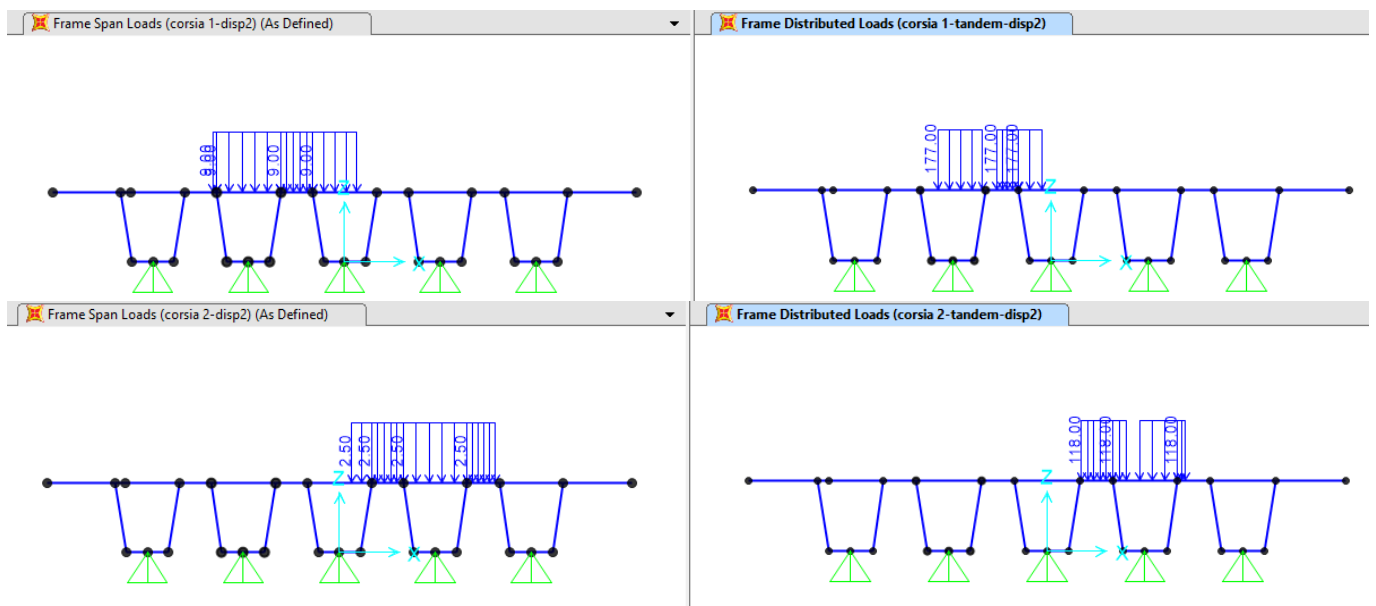 Frame Span Loads (corsia 1-disp2) (As Defined)
Frame Distributed Loads (corsia 1-tandem-disp2)
9.00
9.00
9.00
Z
X
177.00
177.00
177.00
Z
X
Frame Span Loads (corsia 2-disp2) (As Defined)
Frame Distributed Loads (corsia 2-tandem-disp2)
2.50
2.50
2.50
2.50
Z
X
118.00
118.00
118.00
Z
X